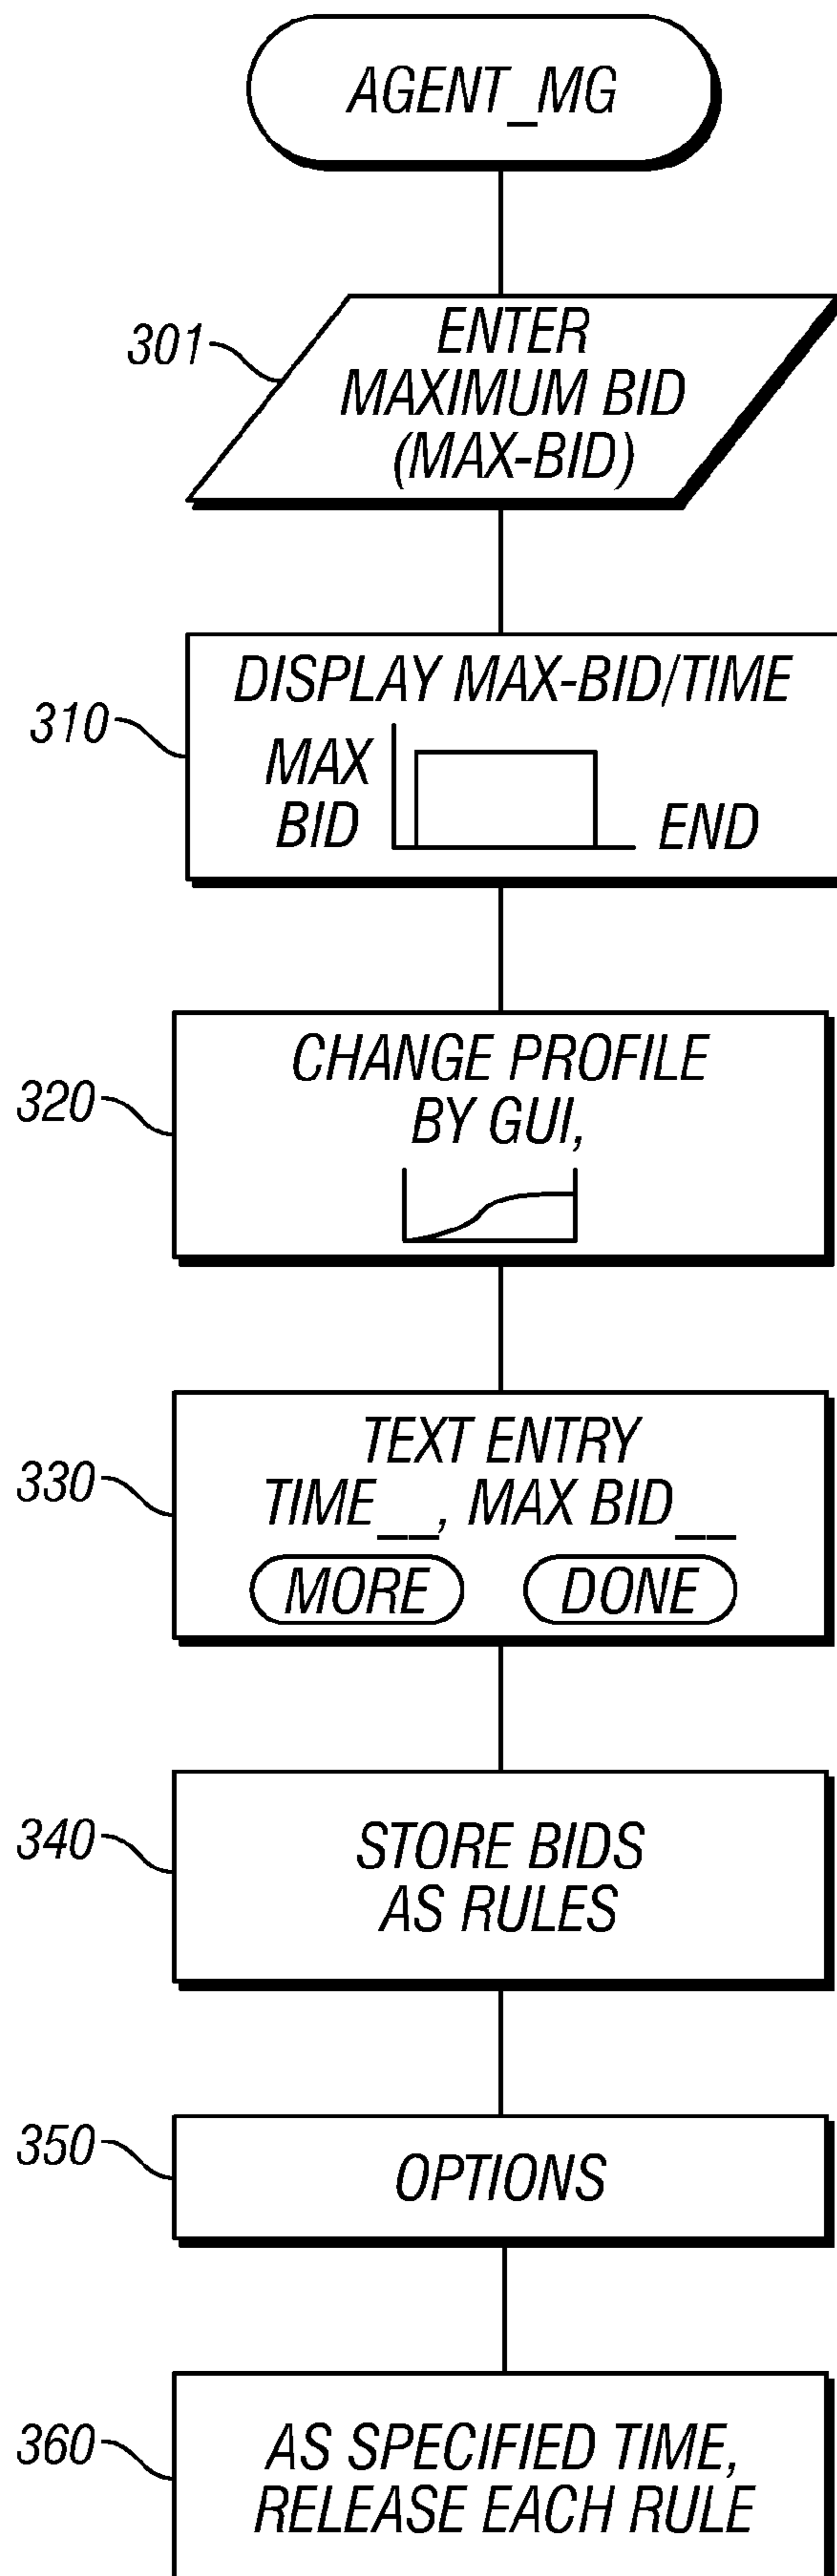 AGENT_MG
301
ENTER
MAXIMUM BID
(MAX-BID)
310
DISPLAY MAX-BID/TIME
MAX
BID
END
320
CHANGE PROFILE
BY GUI,
330
TEXT ENTRY
TIME__, MAX BID__
MORE DONE
340
STORE BIDS
AS RULES
350
OPTIONS
360
AS SPECIFIED TIME,
RELEASE EACH RULE